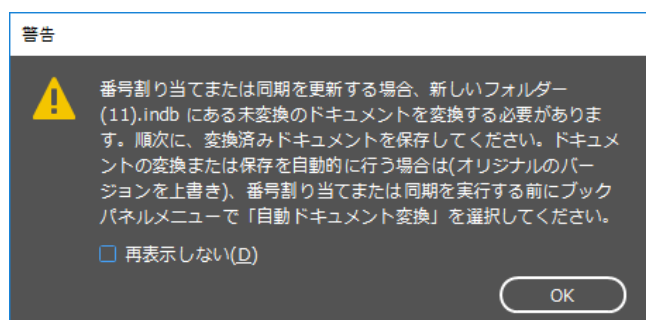 警告
番号割り当てまたは同期を更新する場合、新しいフォルダー
(11).indb にある未変換のドキュメントを変換する必要がありま
す。順次に、変換済みドキュメントを保存してください。ドキュメ
ントの変換または保存を自動的に行う場合は(オリジナルのバー
ジョンを上書き)、番号割り当てまたは同期を実行する前にブック
パネルメニューで「自動ドキュメント変換」を選択してください。
再表示しない(D)
OK